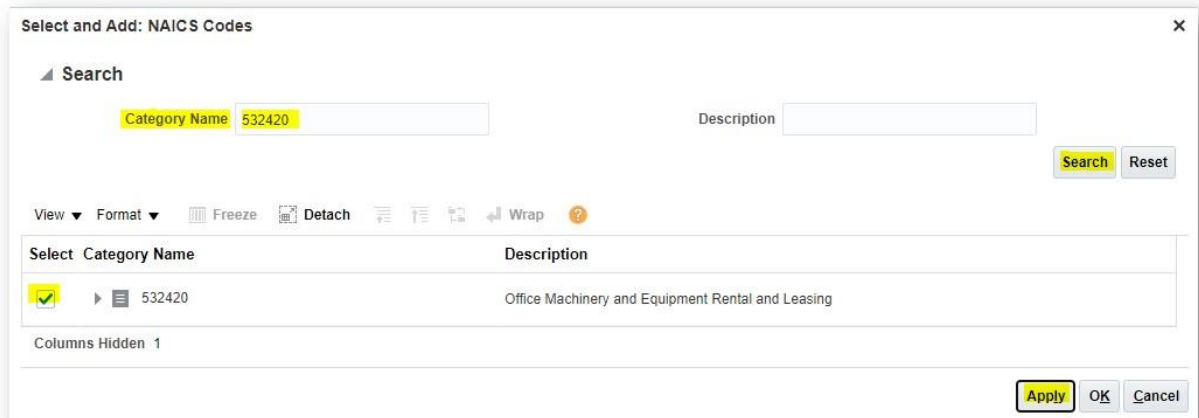 Select and Add: NAICS Codes
Search
Category Name 532420 Description
Search Reset
View Format Freeze Detach Wrap ?
Select Category Name Description
532420 Office Machinery and Equipment Rental and Leasing
Columns Hidden 1
Apply OK Cancel